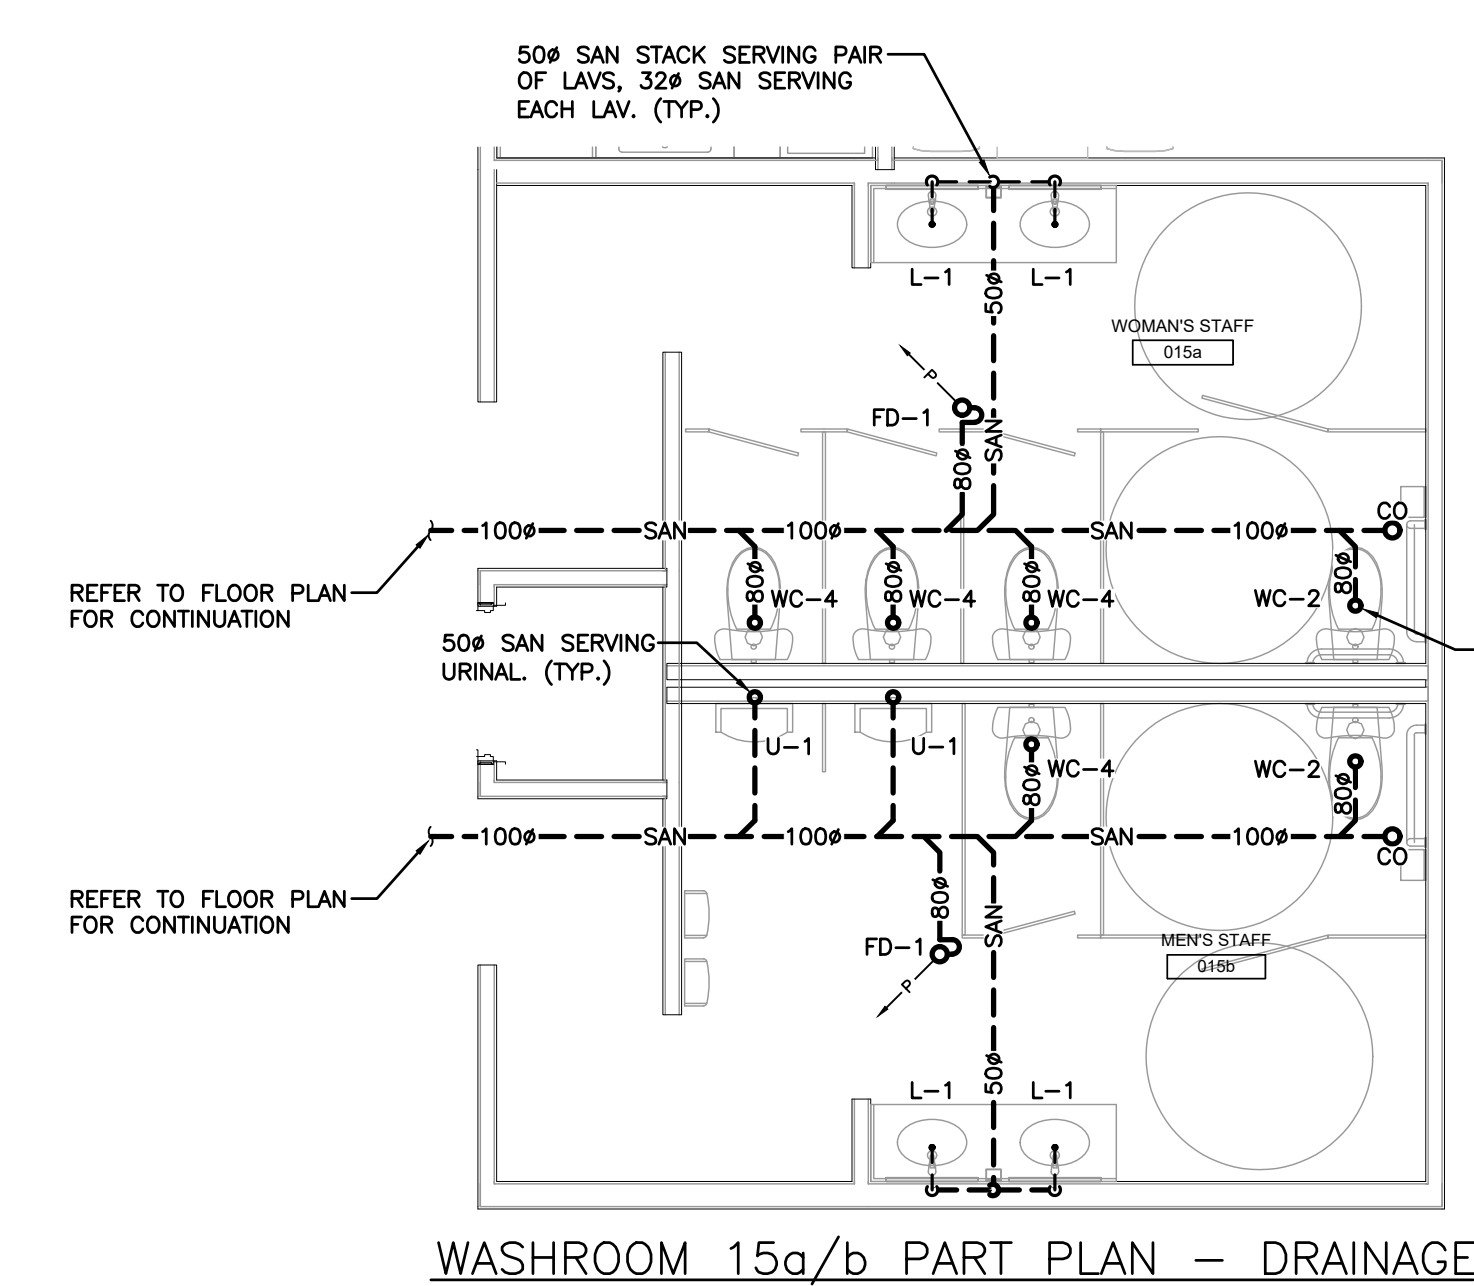 50ø SAN STACK SERVING PAIR
OF LAVS, 32ø SAN SERVING
EACH LAV. (TYP.)
L-1 L-1
50ø
WOMAN'S STAFF
015a
P
FD-1
SAN
80ø
CO
100ø SAN 100ø SAN 100ø
REFER TO FLOOR PLAN
FOR CONTINUATION
80ø WC-4 80ø WC-4 80ø WC-4 WC-2 80ø
50ø SAN SERVING
URINAL. (TYP.)
U-1 U-1
80ø WC-4 WC-2 80ø
100ø SAN 100ø SAN 100ø
CO
REFER TO FLOOR PLAN
FOR CONTINUATION
80ø
SAN
FD-1
MEN'S STAFF
015b
P
50ø
L-1 L-1
WASHROOM 15a/b PART PLAN - DRAINAGE